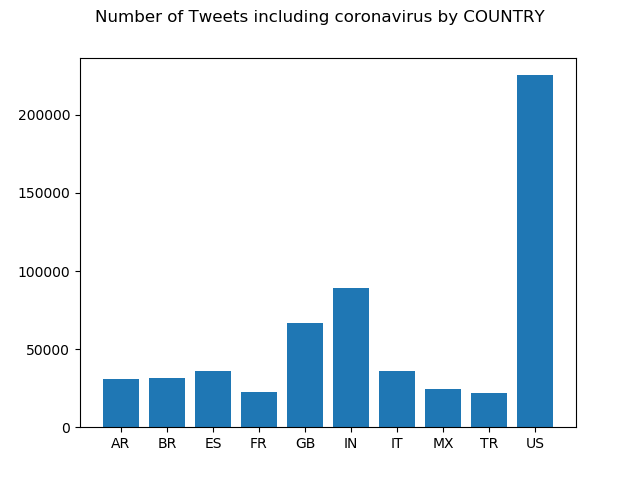 Number of Tweets including coronavirus by COUNTRY
200000
150000
100000
50000
0
AR BR ES FR GB IN IT MX TR US